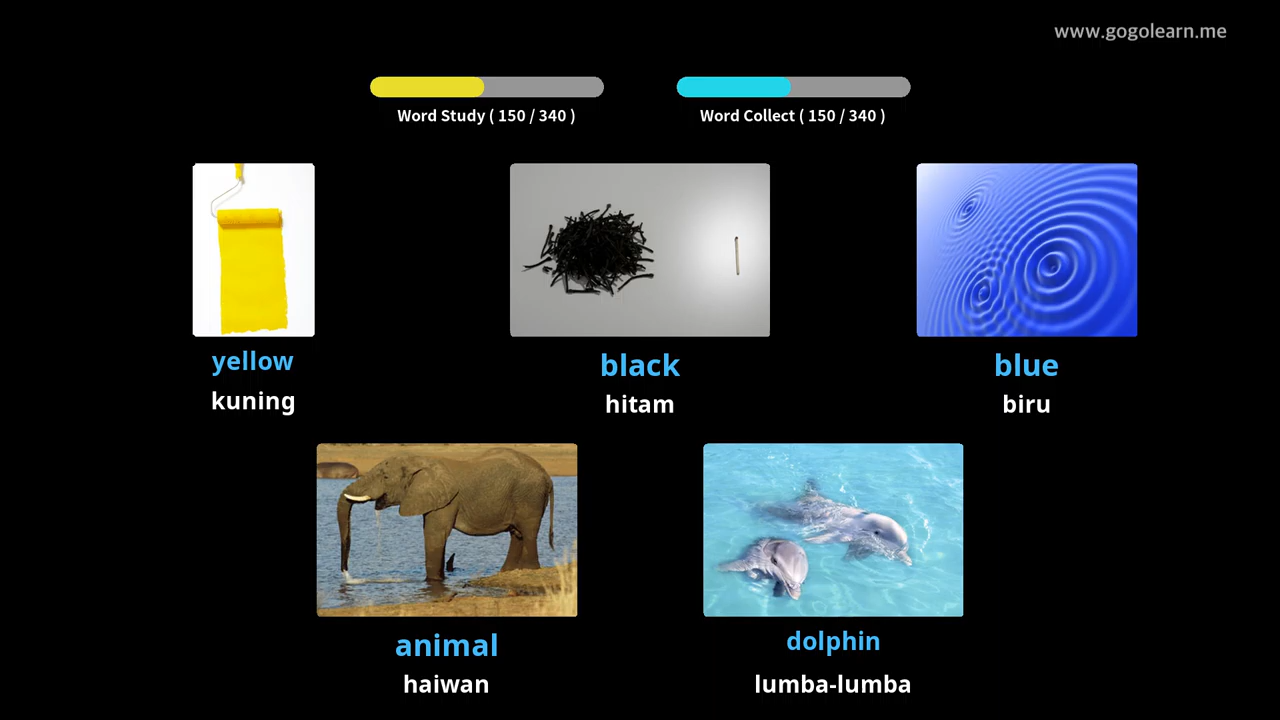 www.gogolearn.me
Word Study ( 150 / 340 )
Word Collect ( 150 / 340 )
yellow
kuning
black
hitam
blue
biru
animal
haiwan
dolphin
lumba-lumba